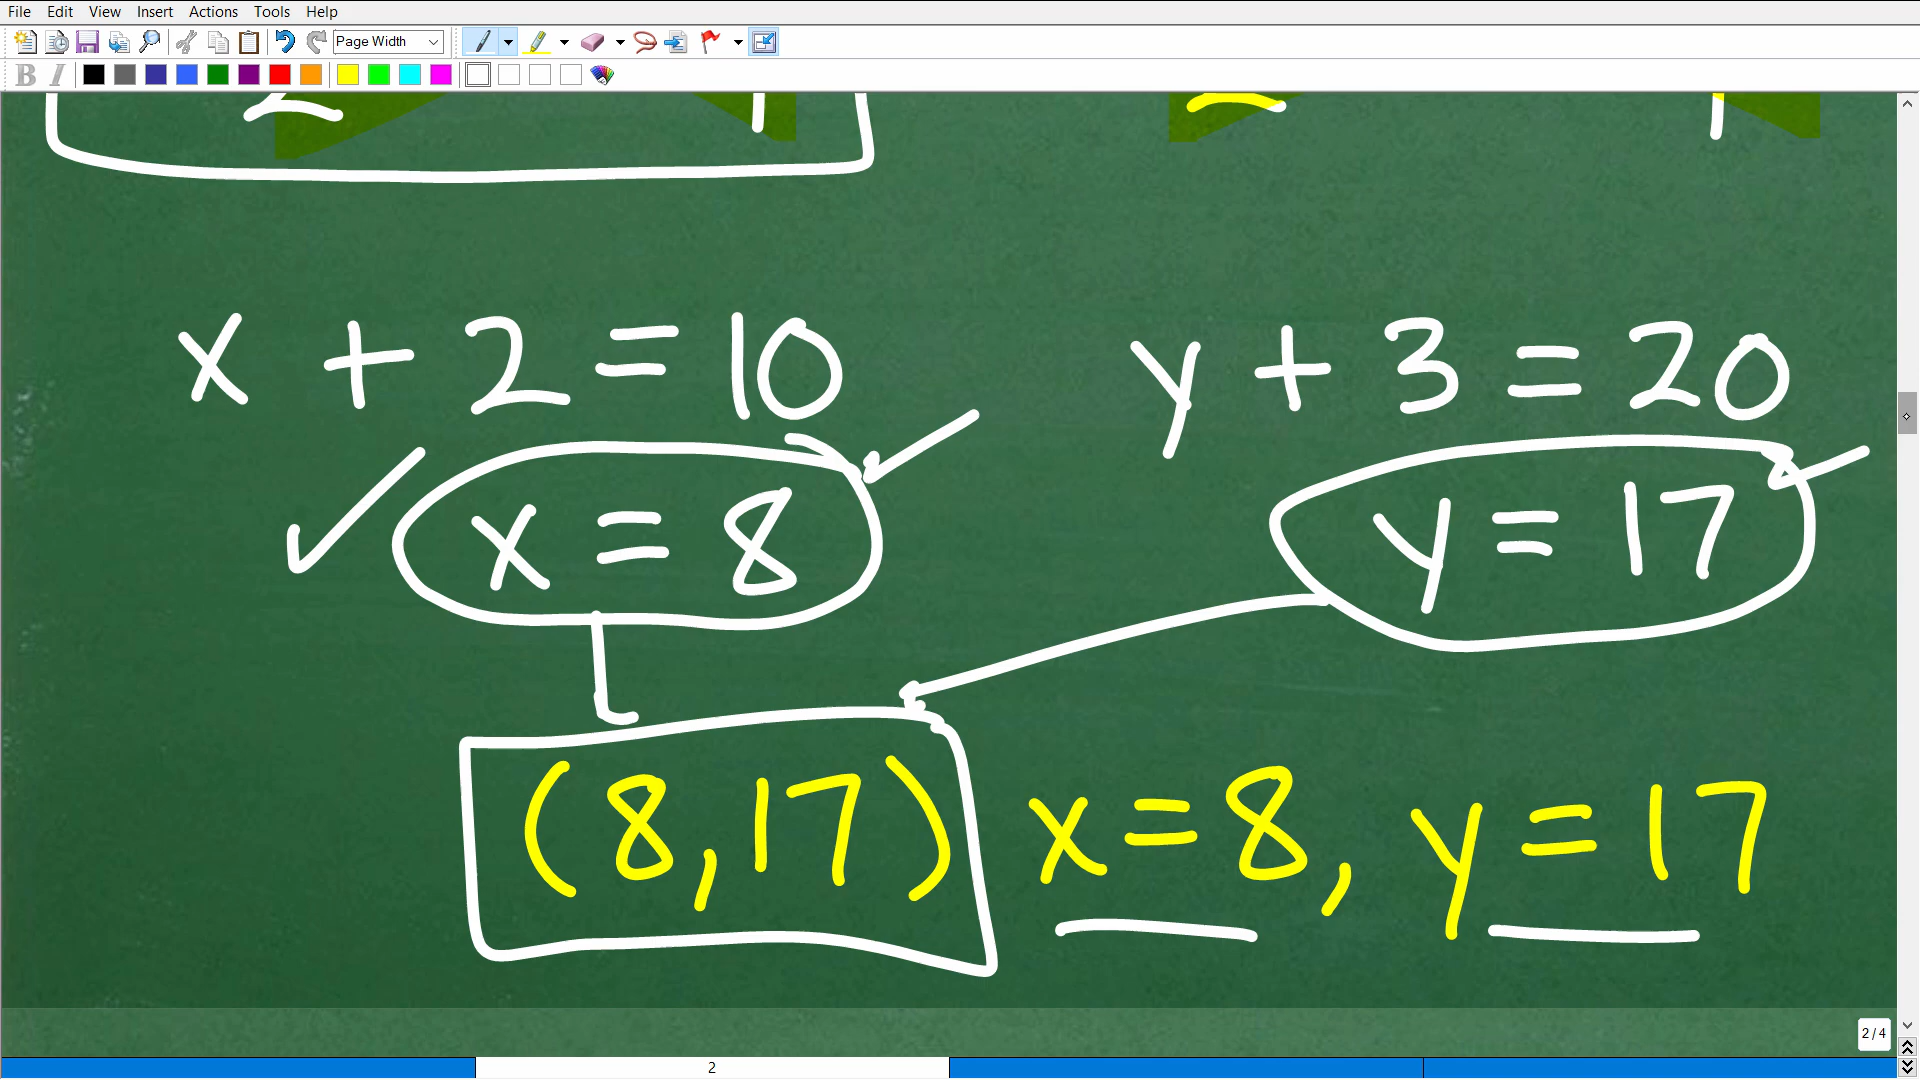 File Edit View Insert Actions Tools Help
Page Width
B I
x + 2 = 10
y + 3 = 20
x = 8
y = 17
(8,17) x=8, y=17
2 / 4
2